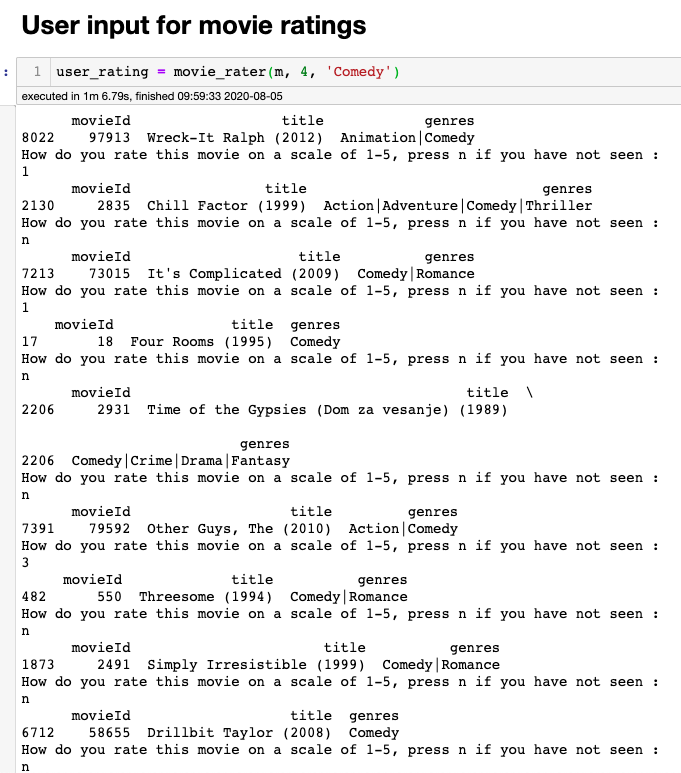 User input for movie ratings
: 1 user_rating = movie_rater(m, 4, 'Comedy')
executed in 1m 6.79s, finished 09:59:33 2020-08-05
movieId title genres
8022 97913 Wreck-It Ralph (2012) Animation|Comedy
How do you rate this movie on a scale of 1-5, press n if you have not seen :
1
movieId title genres
2130 2835 Chill Factor (1999) Action|Adventure|Comedy|Thriller
How do you rate this movie on a scale of 1-5, press n if you have not seen :
n
movieId title genres
7213 73015 It's Complicated (2009) Comedy|Romance
How do you rate this movie on a scale of 1-5, press n if you have not seen :
1
movieId title genres
17 18 Four Rooms (1995) Comedy
How do you rate this movie on a scale of 1-5, press n if you have not seen :
n
movieId title \
2206 2931 Time of the Gypsies (Dom za vesanje) (1989)
genres
2206 Comedy|Crime|Drama|Fantasy
How do you rate this movie on a scale of 1-5, press n if you have not seen :
n
movieId title genres
7391 79592 Other Guys, The (2010) Action|Comedy
How do you rate this movie on a scale of 1-5, press n if you have not seen :
3
movieId title genres
482 550 Threesome (1994) Comedy|Romance
How do you rate this movie on a scale of 1-5, press n if you have not seen :
n
movieId title genres
1873 2491 Simply Irresistible (1999) Comedy|Romance
How do you rate this movie on a scale of 1-5, press n if you have not seen :
n
movieId title genres
6712 58655 Drillbit Taylor (2008) Comedy
How do you rate this movie on a scale of 1-5, press n if you have not seen :
n